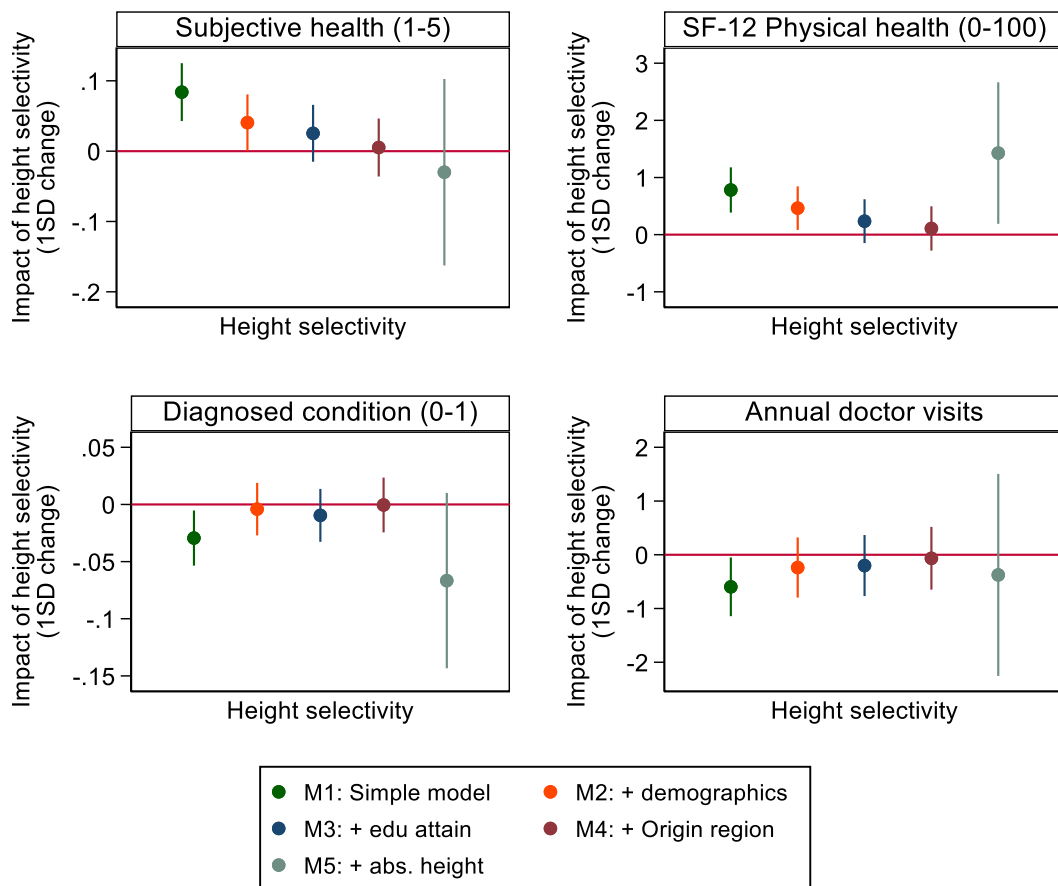 Subjective health (1-5)
Impact of height selectivity
(1SD change)
.1
0
-.1
-.2
Height selectivity
SF-12 Physical health (0-100)
Impact of height selectivity
(1SD change)
3
2
1
0
-1
Height selectivity
Diagnosed condition (0-1)
Impact of height selectivity
(1SD change)
.05
0
-.05
-.1
-.15
Height selectivity
Annual doctor visits
Impact of height selectivity
(1SD change)
2
1
0
-1
-2
Height selectivity
M1: Simple model
M2: + demographics
M3: + edu attain
M4: + Origin region
M5: + abs. height